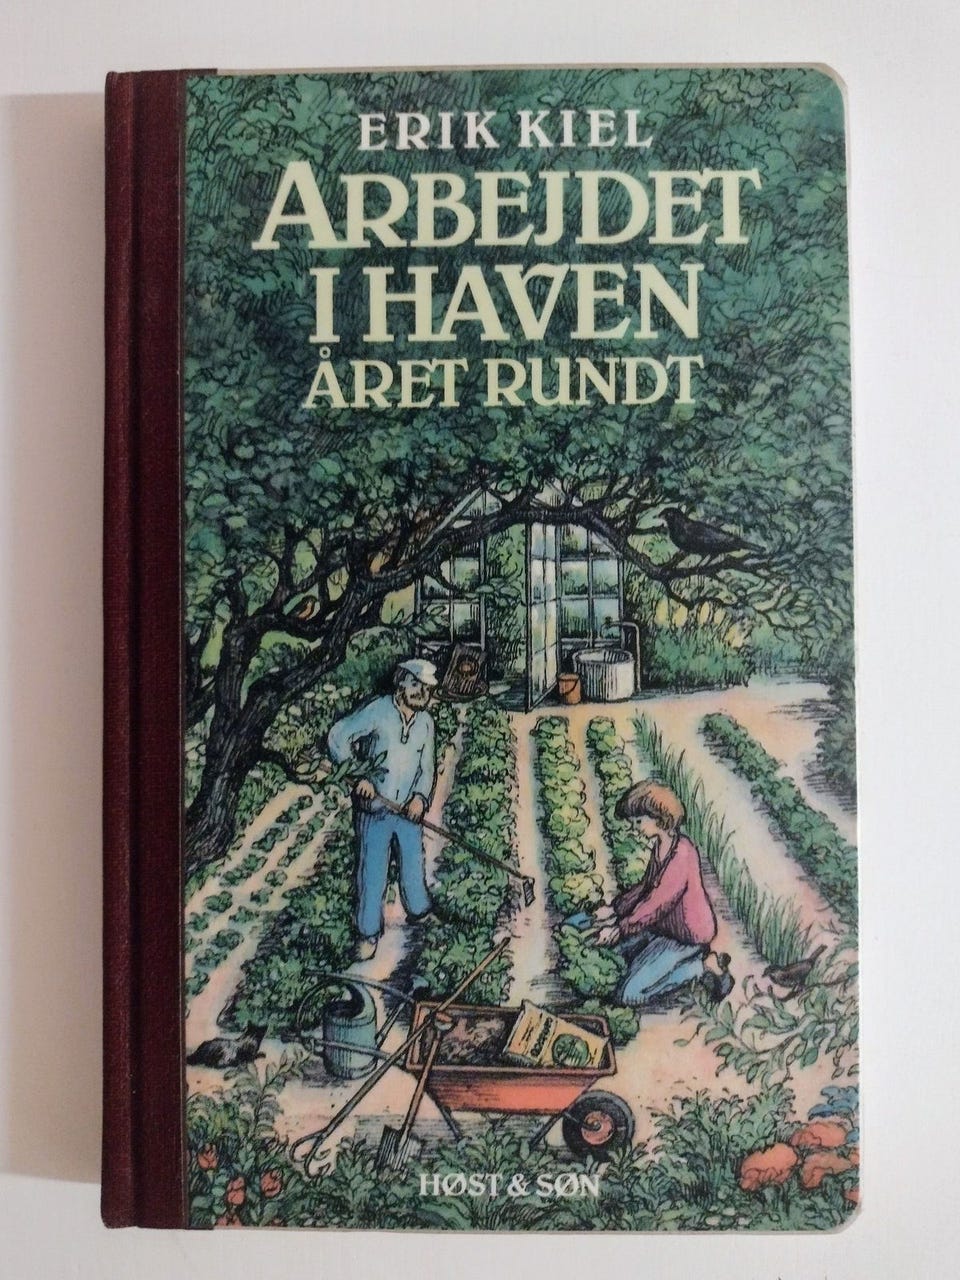 ERIK KIEL
ARBEJDET
I HAVEN
ÅRET RUNDT
HØST & SØN